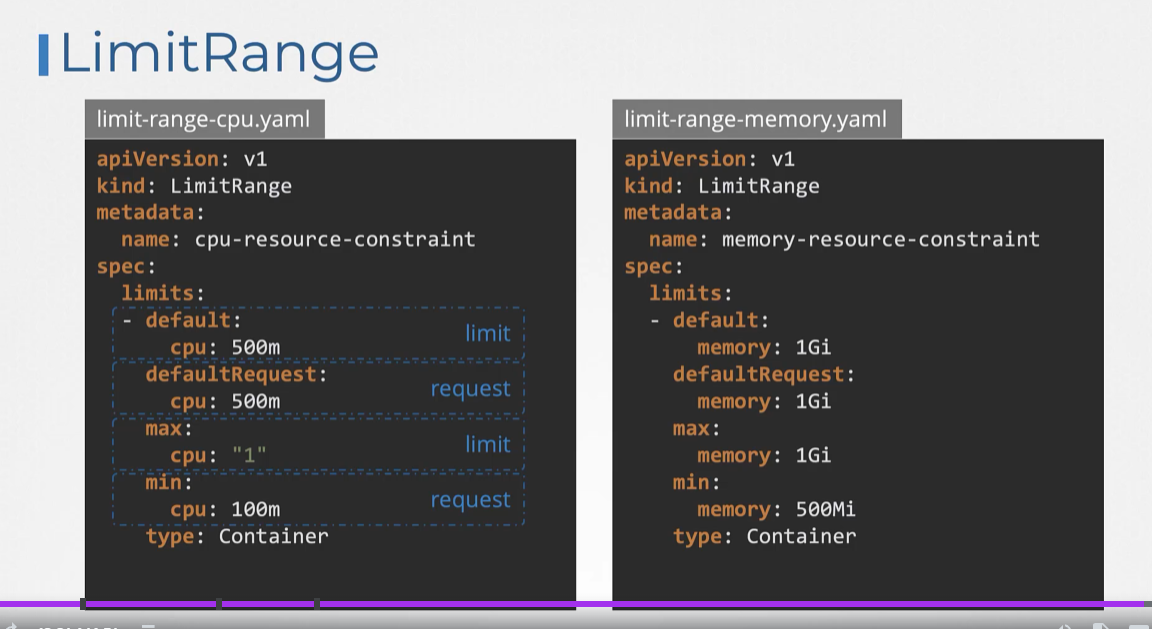 LimitRange
limit-range-cpu.yaml
apiVersion: v1
kind: LimitRange
metadata:
  name: cpu-resource-constraint
spec:
  limits:
  - default:
limit
      cpu: 500m
    defaultRequest:
request
      cpu: 500m
    max:
limit
      cpu: "1"
    min:
request
      cpu: 100m
    type: Container
limit-range-memory.yaml
apiVersion: v1
kind: LimitRange
metadata:
  name: memory-resource-constraint
spec:
  limits:
  - default:
      memory: 1Gi
    defaultRequest:
      memory: 1Gi
    max:
      memory: 1Gi
    min:
      memory: 500Mi
    type: Container